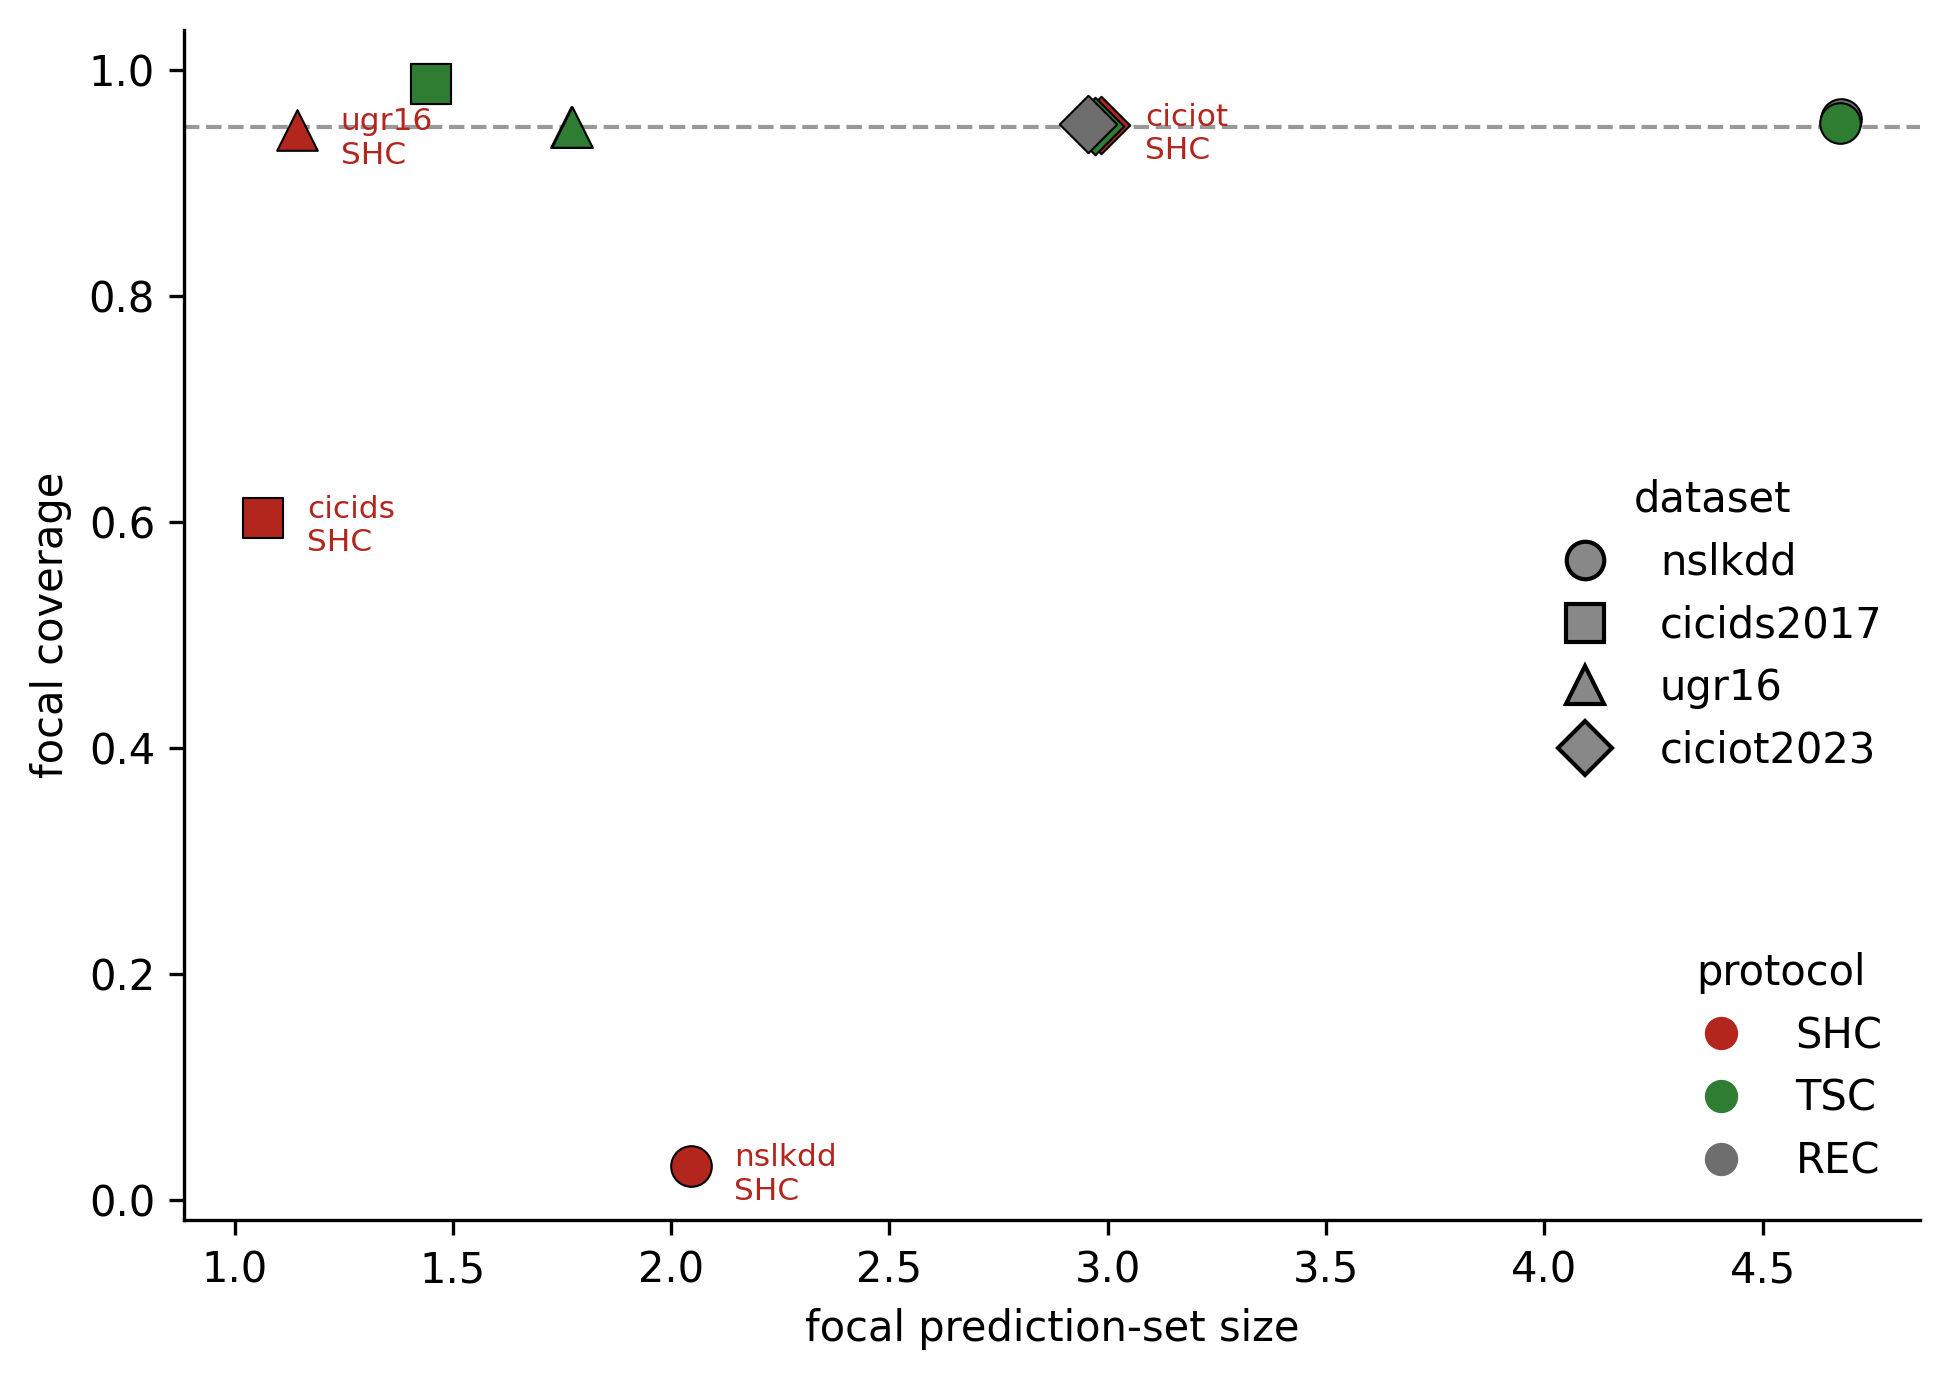 1.0
0.8
0.6
0.4
0.2
0.0
focal coverage
ugr16
SHC
ciciot
SHC
cicids
SHC
nslkdd
SHC
dataset
nslkdd
cicids2017
ugr16
ciciot2023
protocol
SHC
TSC
REC
1.0 1.5 2.0 2.5 3.0 3.5 4.0 4.5
focal prediction-set size